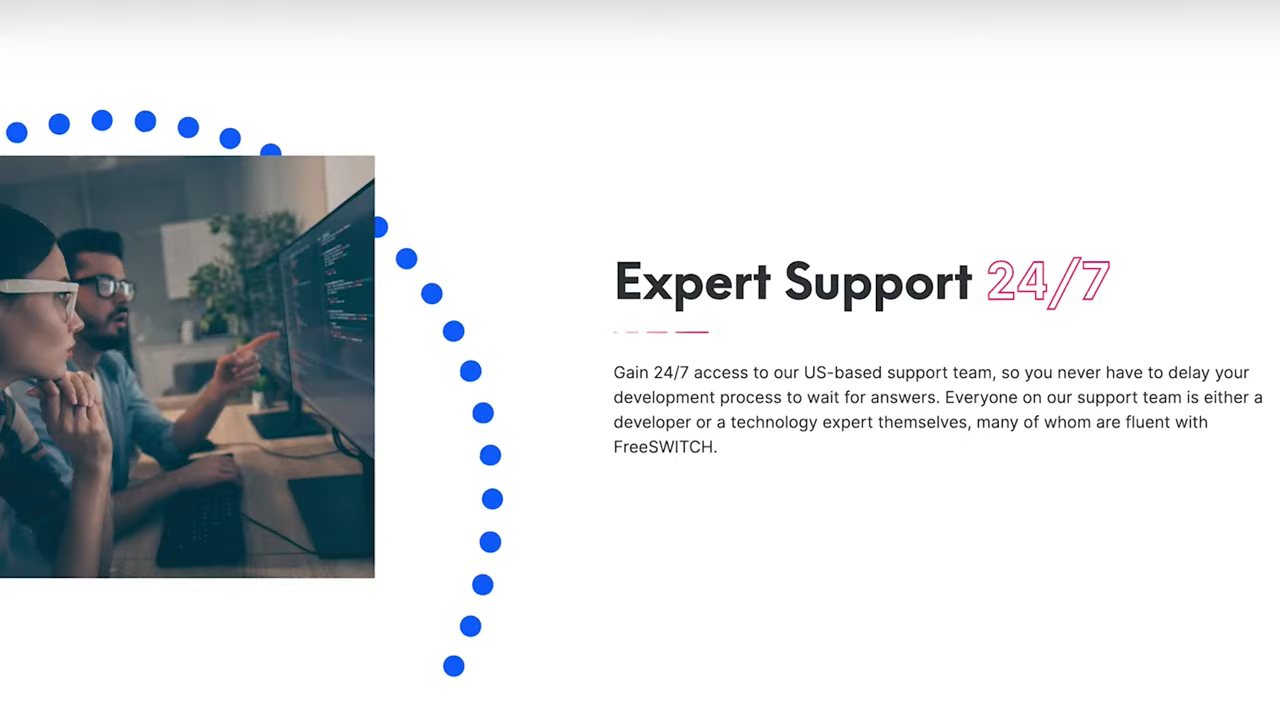 Expert Support 24/7
Gain 24/7 access to our US-based support team, so you never have to delay your
development process to wait for answers. Everyone on our support team is either a
developer or a technology expert themselves, many of whom are fluent with
FreeSWITCH.